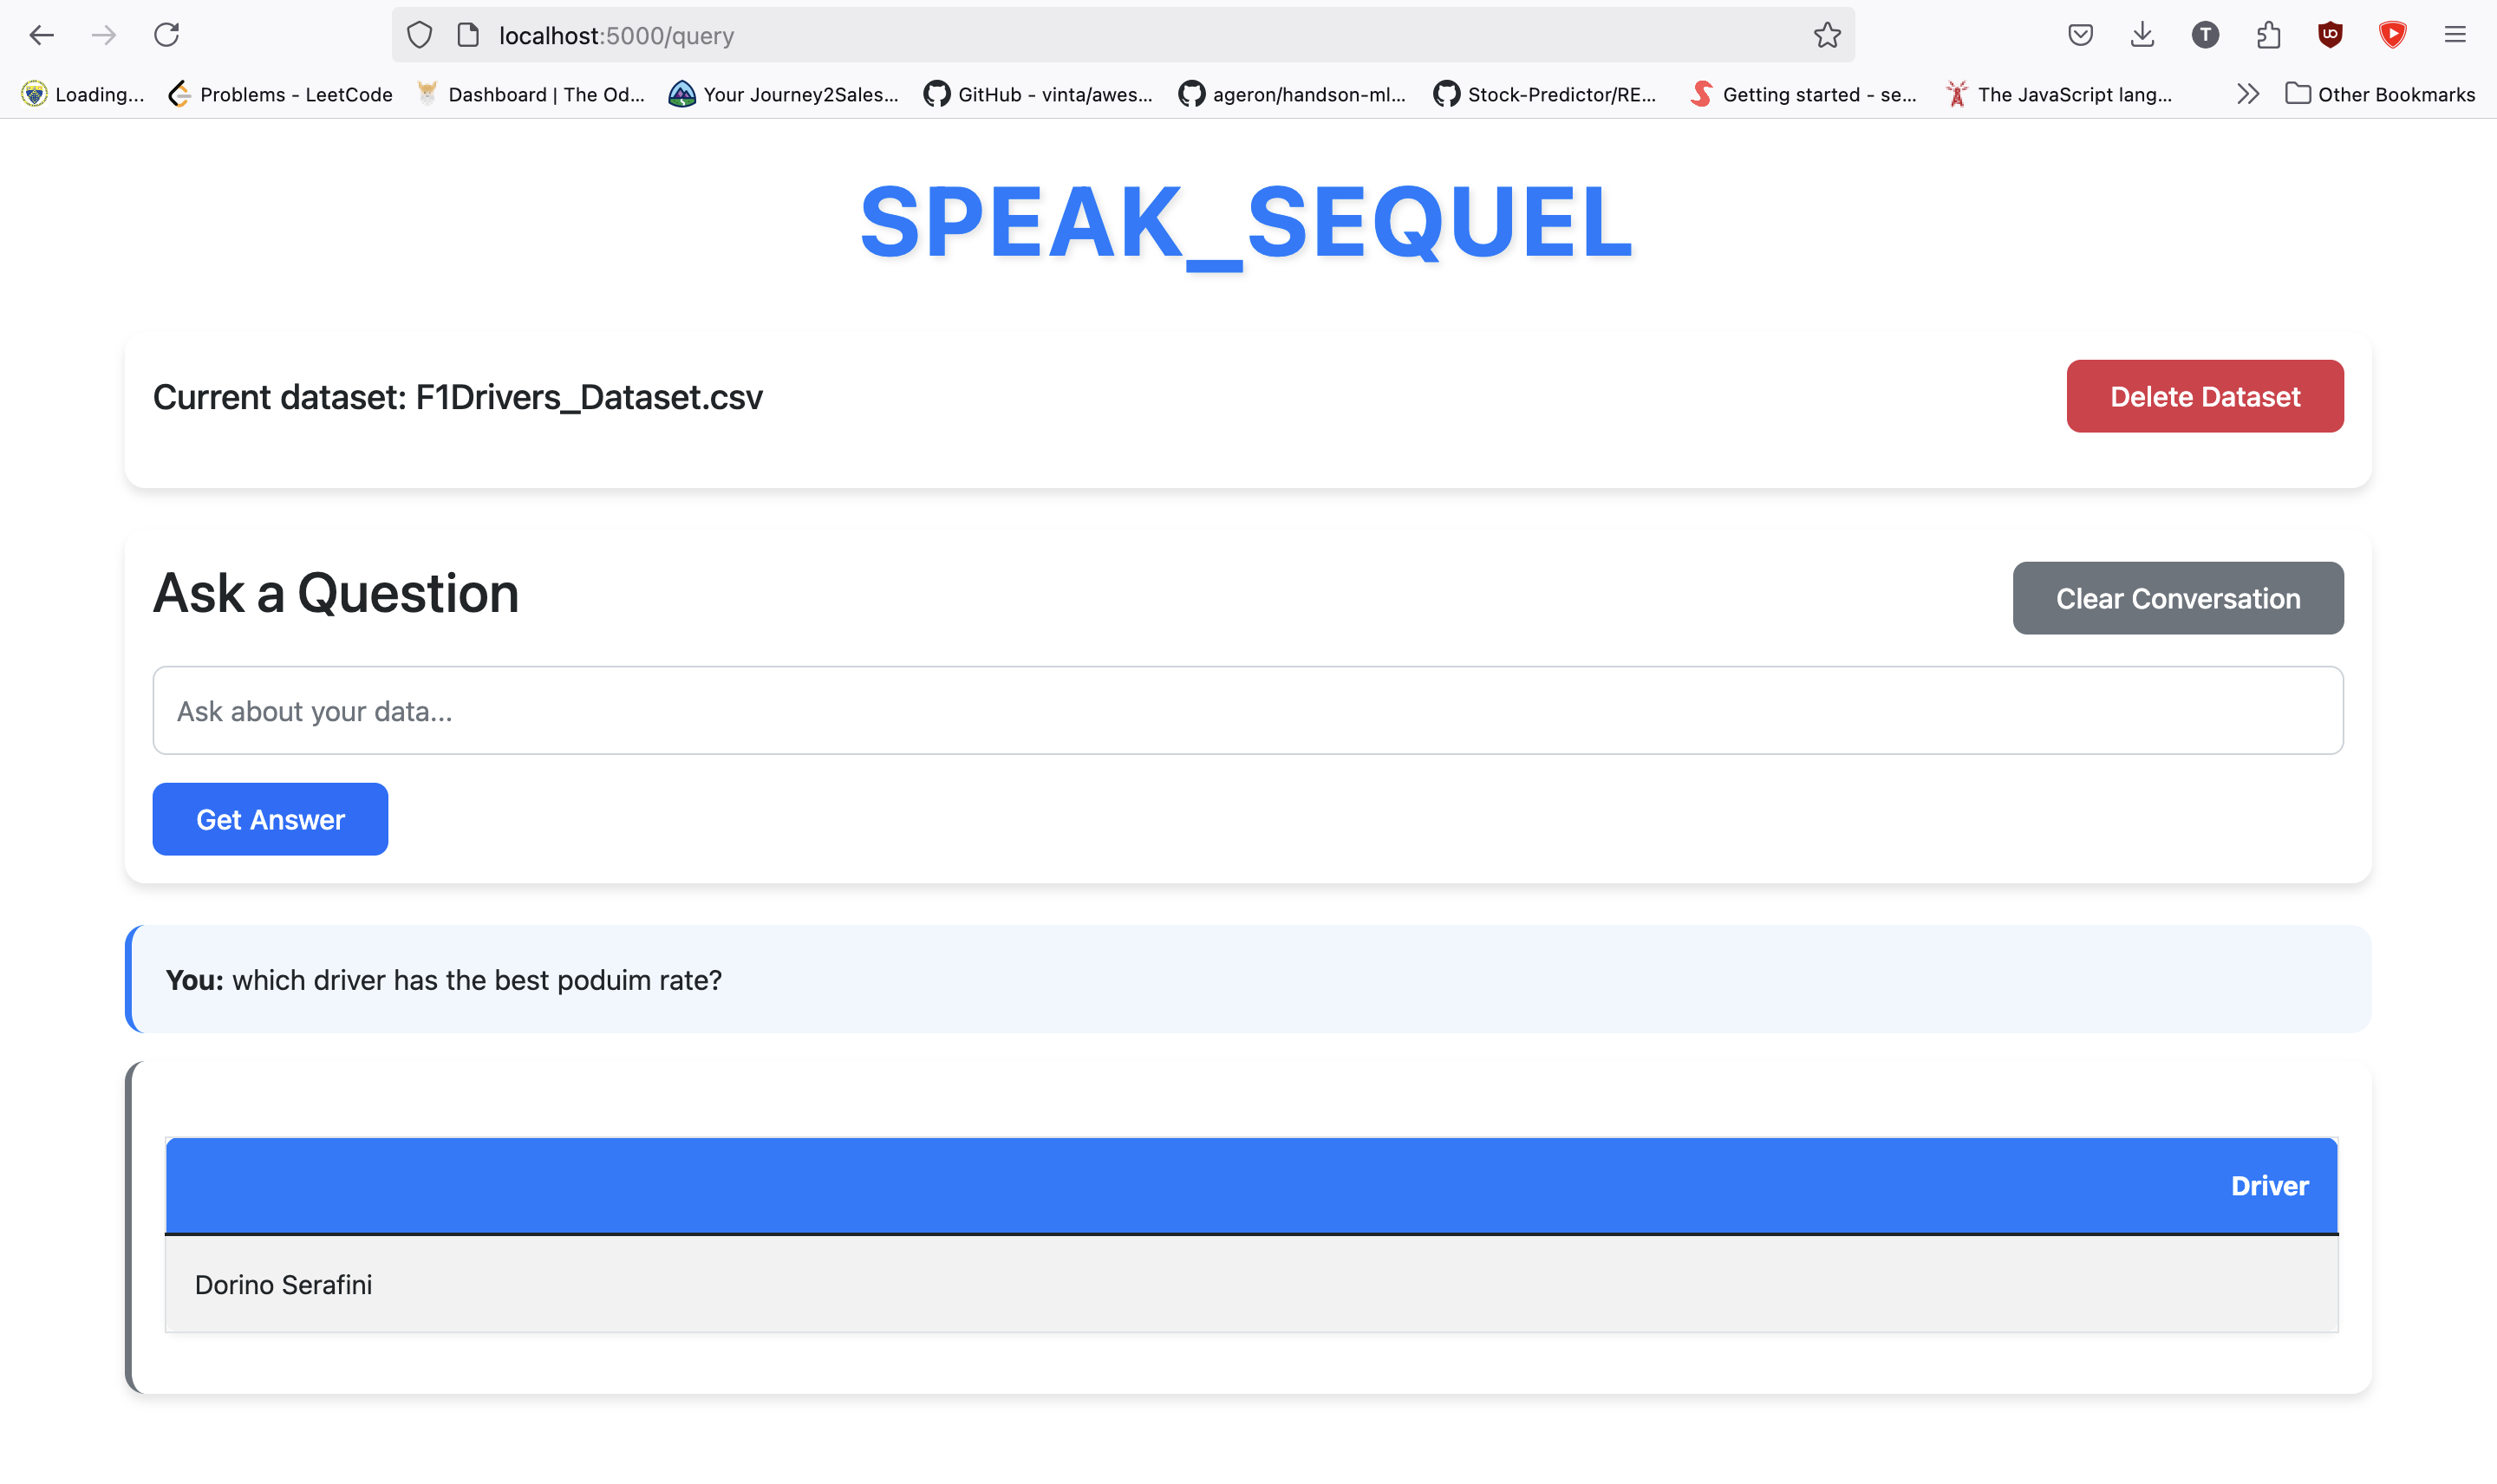 localhost:5000/query
T
Loading... Problems - LeetCode Dashboard | The Od... Your Journey2Sales... GitHub - vinta/awes... ageron/handson-ml... Stock-Predictor/RE... Getting started - se... The JavaScript lang... Other Bookmarks
SPEAK_SEQUEL
Current dataset: F1Drivers_Dataset.csv
Delete Dataset
Ask a Question
Clear Conversation
Ask about your data...
Get Answer
You: which driver has the best poduim rate?
Driver
Dorino Serafini